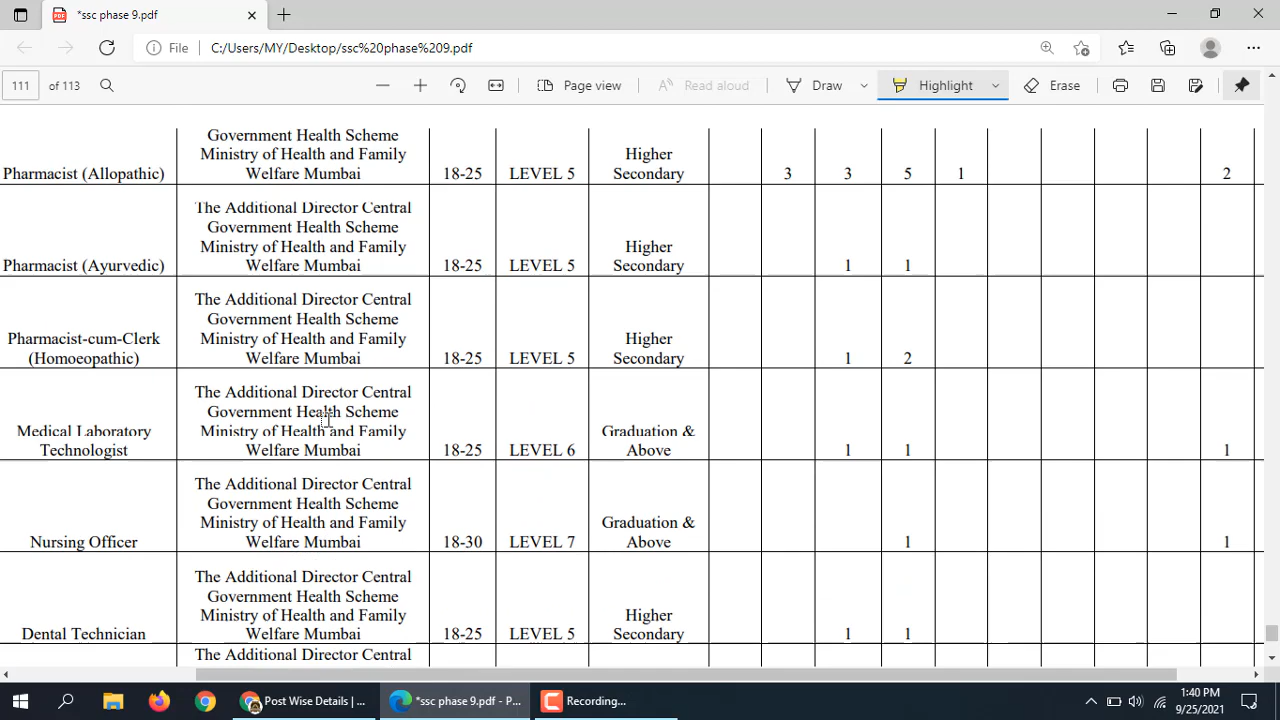 *ssc phase 9.pdf
File C:/Users/MY/Desktop/ssc%20phase%209.pdf
111 of 113 Page view Read aloud Draw Highlight Erase
Government Health Scheme
Ministry of Health and Family
Welfare Mumbai
Pharmacist (Allopathic)
18-25
LEVEL 5
Higher
Secondary
3 3 5 1 2
The Additional Director Central
Government Health Scheme
Ministry of Health and Family
Welfare Mumbai
Pharmacist (Ayurvedic)
18-25
LEVEL 5
Higher
Secondary
1 1
The Additional Director Central
Government Health Scheme
Ministry of Health and Family
Welfare Mumbai
Pharmacist-cum-Clerk
(Homoeopathic)
18-25
LEVEL 5
Higher
Secondary
1 2
The Additional Director Central
Government Health Scheme
Ministry of Health and Family
Welfare Mumbai
Medical Laboratory
Technologist
18-25
LEVEL 6
Graduation &
Above
1 1 1
The Additional Director Central
Government Health Scheme
Ministry of Health and Family
Welfare Mumbai
Nursing Officer
18-30
LEVEL 7
Graduation &
Above
1 1
The Additional Director Central
Government Health Scheme
Ministry of Health and Family
Welfare Mumbai
Dental Technician
18-25
LEVEL 5
Higher
Secondary
1 1
The Additional Director Central
Post Wise Details | ...
*ssc phase 9.pdf - P...
Recording...
1:40 PM
9/25/2021